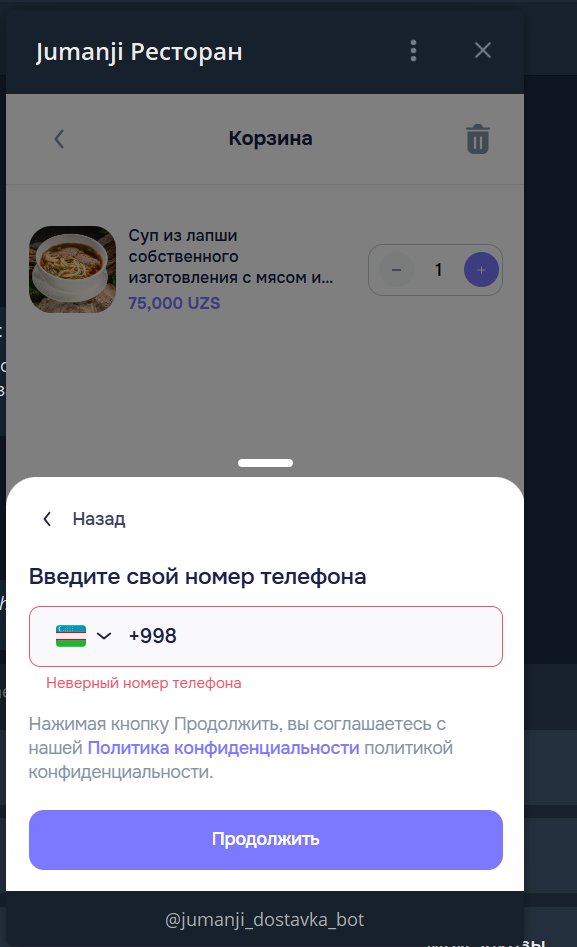 Jumanji Ресторан
Корзина
Суп из лапши
собственного
изготовления с мясом и...
75,000 UZS
1
Назад
Введите свой номер телефона
+998
Неверный номер телефона
Нажимая кнопку Продолжить, вы соглашаетесь с
нашей Политика конфиденциальности политикой
конфиденциальности.
Продолжить
@jumanji_dostavka_bot